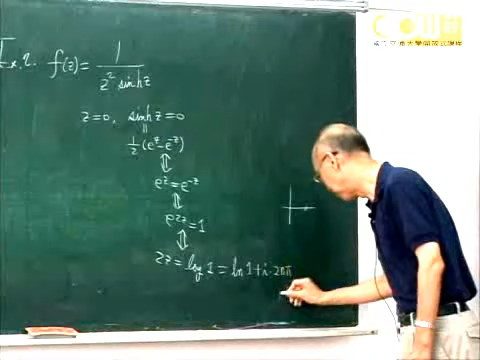 Ex.2. f(z) = 1 / (z² sinh z)
z=0, sinh z = 0
॥
½(e^z - e^-z)
⇕
e^z = e^-z
⇕
e^2z = 1
⇕
2z = log 1 = ln 1 + i·2nπ